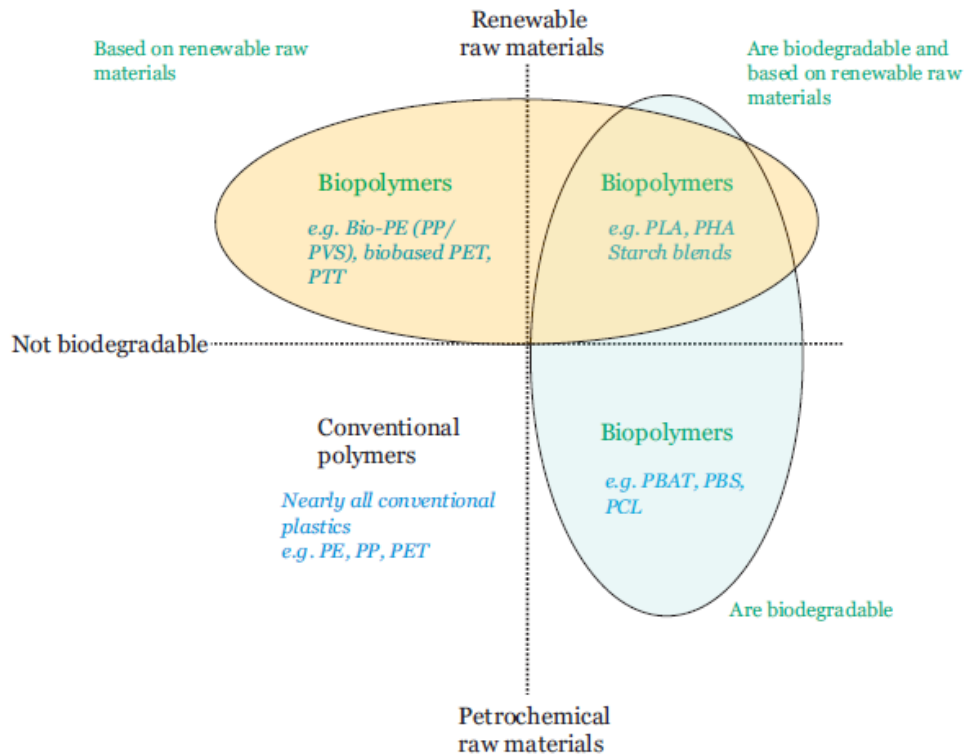 Renewable
raw materials
Based on renewable raw
materials
Are biodegradable and
based on renewable raw
materials
Biopolymers
e.g. Bio-PE (PP/
PVS), biobased PET,
PTT
Biopolymers
e.g. PLA, PHA
Starch blends
Not biodegradable
Conventional
polymers
Nearly all conventional
plastics
e.g. PE, PP, PET
Biopolymers
e.g. PBAT, PBS,
PCL
Are biodegradable
Petrochemical
raw materials